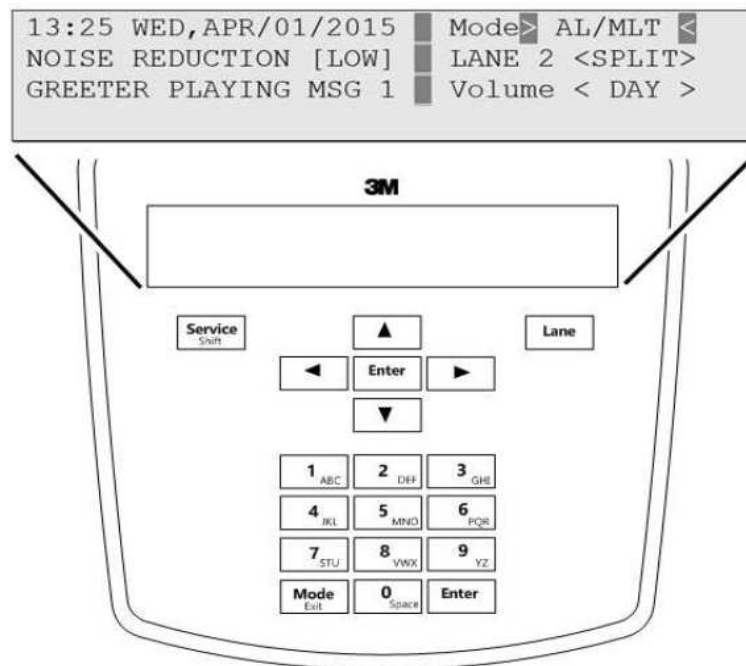 13:25 WED,APR/01/2015 Mode> AL/MLT <
NOISE REDUCTION [LOW] LANE 2 <SPLIT>
GREETER PLAYING MSG 1 Volume < DAY >
3M
Service
Shift
▲
Lane
◄ Enter ►
▼
1 ABC 2 DEF 3 GHI
4 JKL 5 MNO 6 PQR
7 STU 8 VWX 9 YZ
Mode 0 Enter
Exit Space